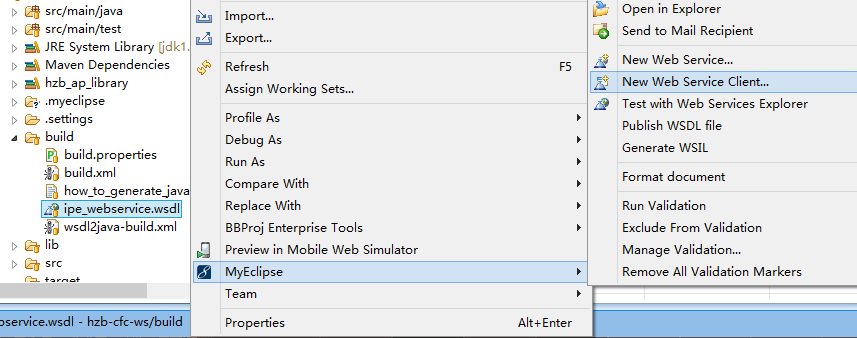 src/main/java
src/main/test
JRE System Library [jdk1.
Maven Dependencies
hzb_ap_library
.myeclipse
.settings
build
build.properties
build.xml
how_to_generate_java
ipe_webservice.wsdl
wsdl2java-build.xml
lib
src
target
bservice.wsdl - hzb-cfc-ws/build
Import...
Export...
Refresh F5
Assign Working Sets...
Profile As
Debug As
Run As
Compare With
Replace With
BBProj Enterprise Tools
Preview in Mobile Web Simulator
MyEclipse
Team
Properties Alt+Enter
Open in Explorer
Send to Mail Recipient
New Web Service...
New Web Service Client...
Test with Web Services Explorer
Publish WSDL file
Generate WSIL
Format document
Run Validation
Exclude From Validation
Manage Validation...
Remove All Validation Markers